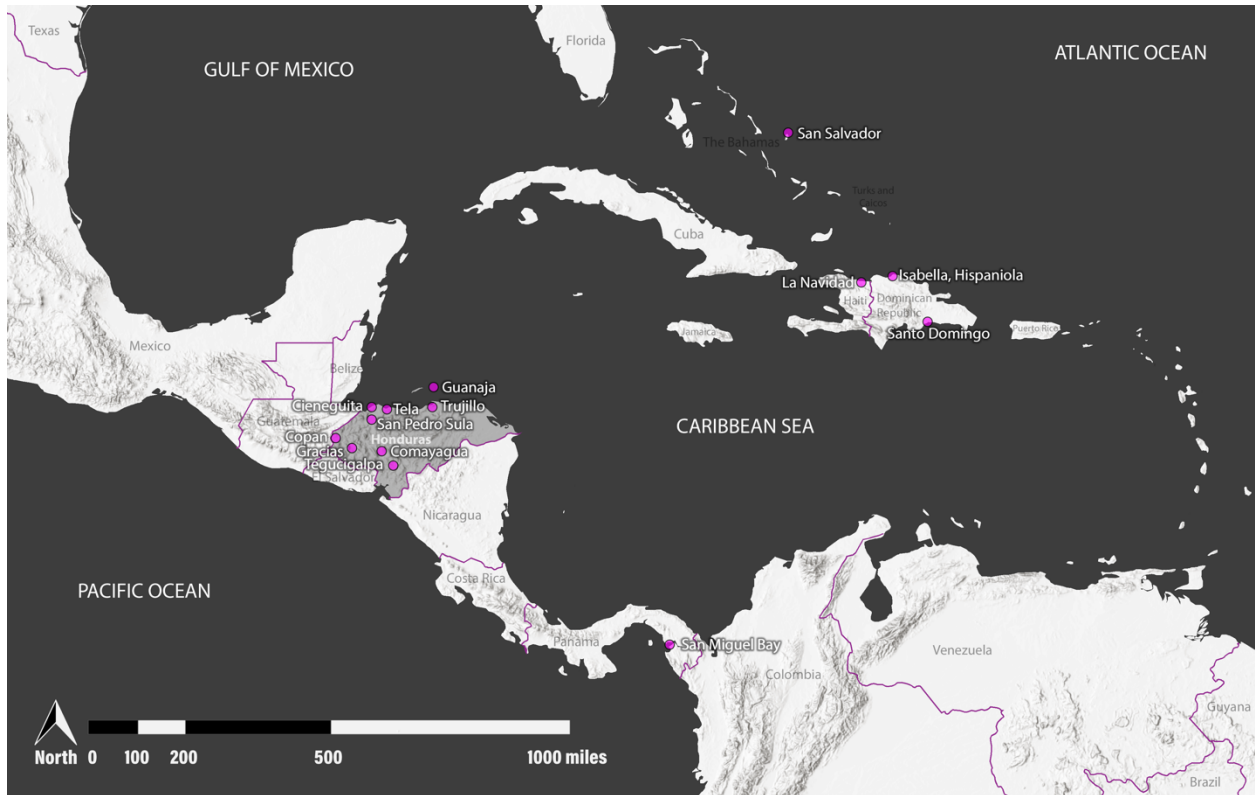 Texas
Florida
GULF OF MEXICO
ATLANTIC OCEAN
San Salvador
The Bahamas
Turks and
Caicos
Cuba
La Navidad
Isabella, Hispaniola
Haiti
Dominican
Republic
Santo Domingo
Jamaica
Puerto Rico
Mexico
Belize
Guanaja
Cieneguita
Tela
Trujillo
Guatemala
San Pedro Sula
CARIBBEAN SEA
Copan
Honduras
Gracias
Comayagua
Tegucigalpa
El Salvador
Nicaragua
PACIFIC OCEAN
Costa Rica
Panama
San Miguel Bay
Venezuela
Colombia
Guyana
Brazil
North 0 100 200 500 1000 miles